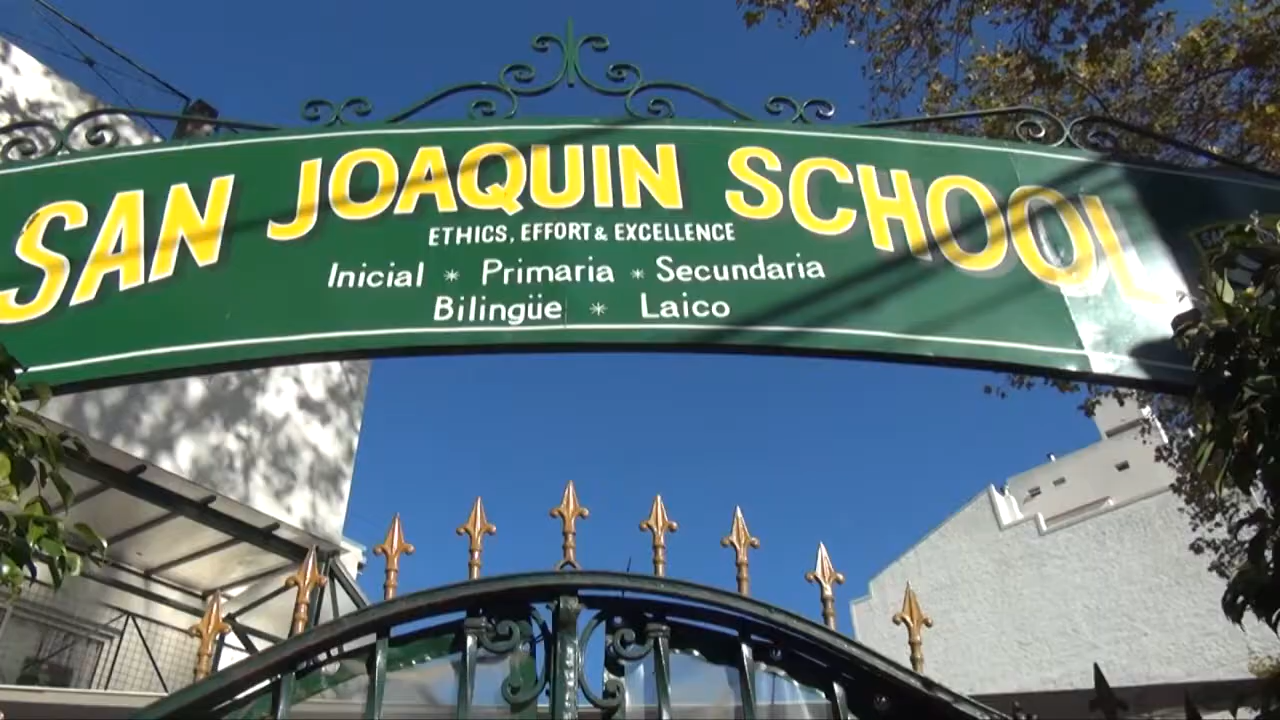 SAN JOAQUIN SCHOOL
ETHICS, EFFORT & EXCELLENCE
Inicial * Primaria * Secundaria
Bilingüe * Laico